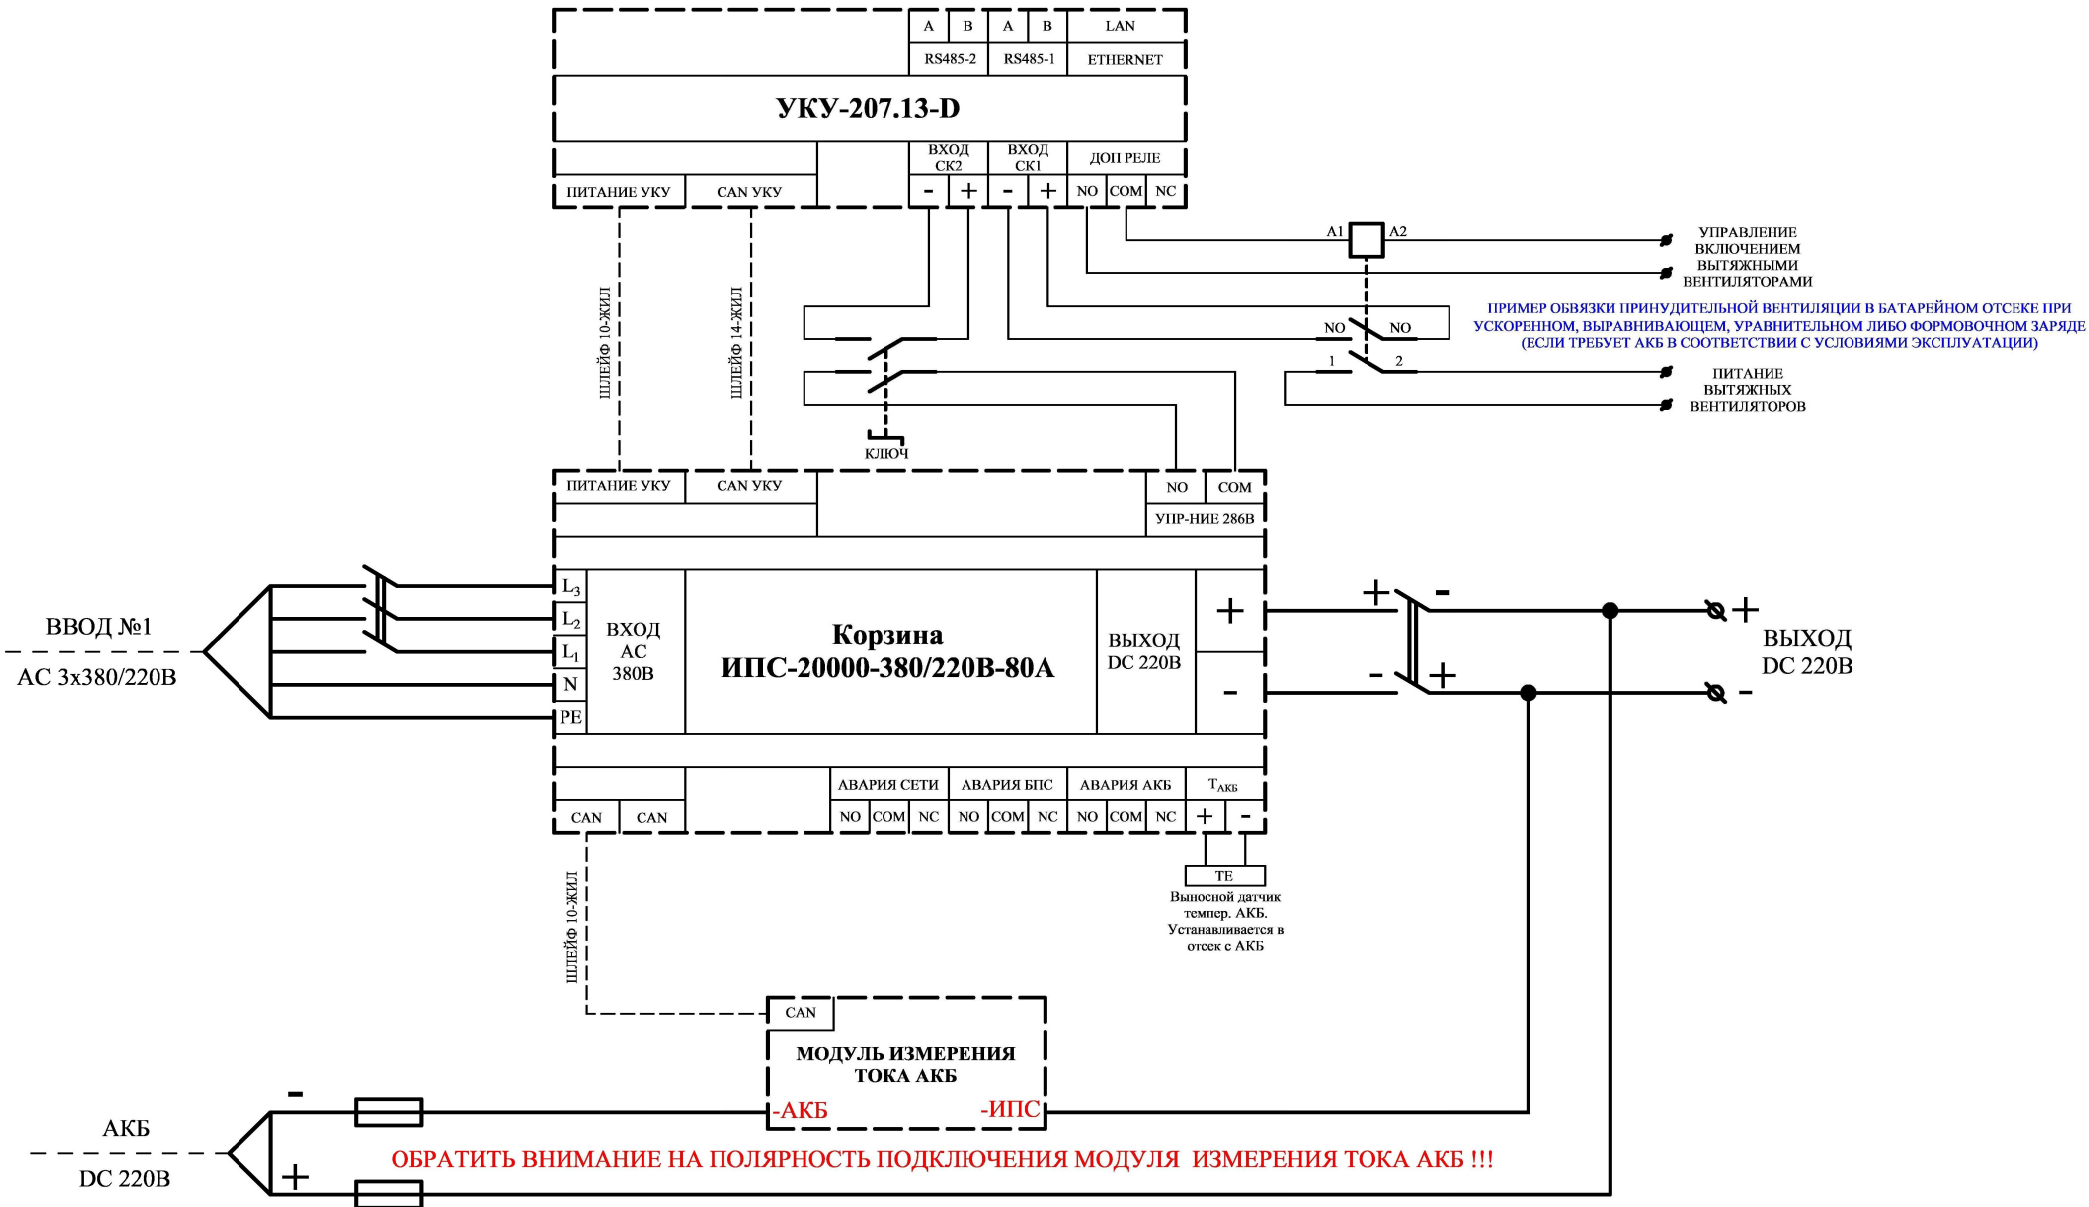 A B A B LAN
RS485-2 RS485-1 ETHERNET
УКУ-207.13-D
ВХОД СК2 ВХОД СК1 ДОП РЕЛЕ
ПИТАНИЕ УКУ CAN УКУ - + - + NO COM NC
A1 A2
УПРАВЛЕНИЕ
ВКЛЮЧЕНИЕМ
ВЫТЯЖНЫМИ
ВЕНТИЛЯТОРАМИ
ШЛЕЙФ 10-ЖИЛ
ШЛЕЙФ 14-ЖИЛ
ПРИМЕР ОБВЯЗКИ ПРИНУДИТЕЛЬНОЙ ВЕНТИЛЯЦИИ В БАТАРЕЙНОМ ОТСЕКЕ ПРИ
УСКОРЕННОМ, ВЫРАВНИВАЮЩЕМ, УРАВНИТЕЛЬНОМ ЛИБО ФОРМОВОЧНОМ ЗАРЯДЕ
(ЕСЛИ ТРЕБУЕТ АКБ В СООТВЕТСТВИИ С УСЛОВИЯМИ ЭКСПЛУАТАЦИИ)
NO NO
1 2
ПИТАНИЕ
ВЫТЯЖНЫХ
ВЕНТИЛЯТОРОВ
КЛЮЧ
ПИТАНИЕ УКУ CAN УКУ NO COM
УПР-НИЕ 286В
ВВОД №1
AC 3x380/220В
L3
L2
L1
N
PE
ВХОД
AC
380В
Корзина
ИПС-20000-380/220В-80А
ВЫХОД
DC 220В
+
-
+ -
- +
+
ВЫХОД
DC 220В
-
АВАРИЯ СЕТИ АВАРИЯ БПС АВАРИЯ АКБ TАКБ
CAN CAN NO COM NC NO COM NC NO COM NC + -
TE
Выносной датчик
темпер. АКБ.
Устанавливается в
отсек с АКБ
ШЛЕЙФ 10-ЖИЛ
CAN
МОДУЛЬ ИЗМЕРЕНИЯ
ТОКА АКБ
-АКБ -ИПС
-
АКБ
DC 220В
+
ОБРАТИТЬ ВНИМАНИЕ НА ПОЛЯРНОСТЬ ПОДКЛЮЧЕНИЯ МОДУЛЯ ИЗМЕРЕНИЯ ТОКА АКБ !!!